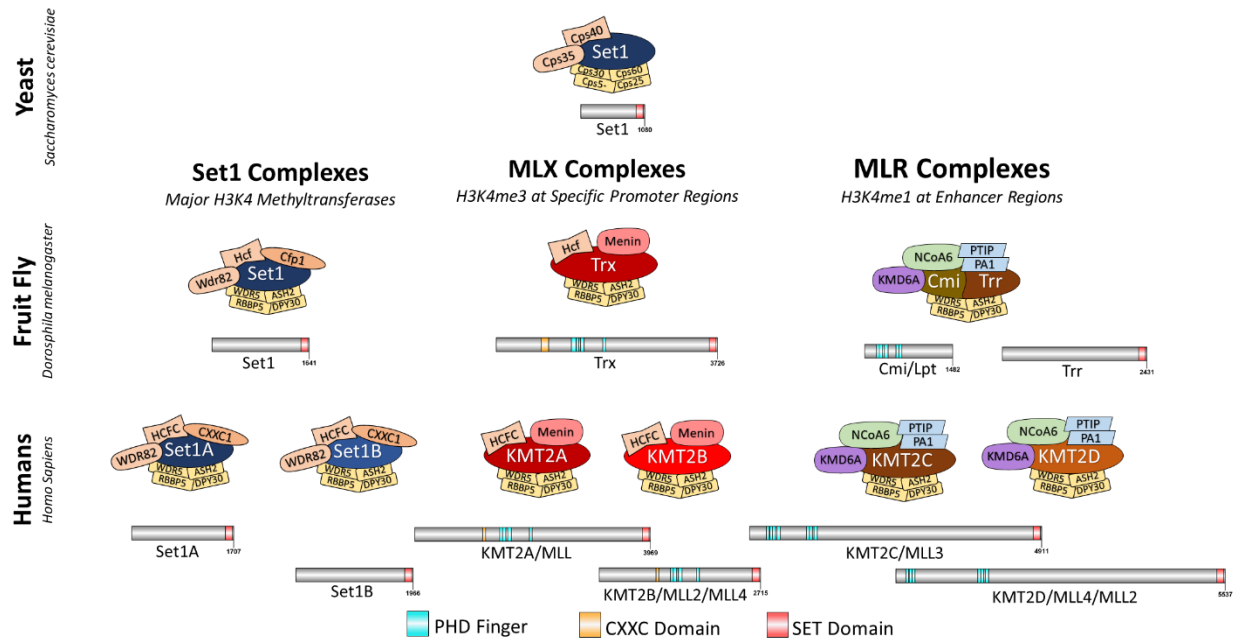 Yeast
Saccharomyces cerevisiae
Cps40
Cps35
Set1
Cps30 Cps60
Cps5- Cps25
1080
Set1
Set1 Complexes
Major H3K4 Methyltransferases
MLX Complexes
H3K4me3 at Specific Promoter Regions
MLR Complexes
H3K4me1 at Enhancer Regions
Fruit Fly
Dorosphila melanogaster
Hcf
Cfp1
Wdr82
Set1
WDR5 ASH2
RBBP5 DPY30
Set1
1641
Hcf
Menin
Trx
WDR5 ASH2
RBBP5 DPY30
Trx
3726
NCoA6
PTIP
PA1
KMD6A
Cmi
Trr
WDR5 ASH2
RBBP5 DPY30
Cmi/Lpt
1482
Trr
2431
Humans
Homo Sapiens
HCFC
CXXC1
WDR82
Set1A
WDR5 ASH2
RBBP5 DPY30
HCFC
CXXC1
WDR82
Set1B
WDR5 ASH2
RBBP5 DPY30
HCFC
Menin
KMT2A
WDR5 ASH2
RBBP5 DPY30
HCFC
Menin
KMT2B
WDR5 ASH2
RBBP5 DPY30
NCoA6
PTIP
PA1
KMD6A
KMT2C
WDR5 ASH2
RBBP5 DPY30
NCoA6
PTIP
PA1
KMD6A
KMT2D
WDR5 ASH2
RBBP5 DPY30
Set1A
1707
Set1B
1966
KMT2A/MLL
3969
KMT2B/MLL2/MLL4
2715
KMT2C/MLL3
4911
KMT2D/MLL4/MLL2
5537
PHD Finger
CXXC Domain
SET Domain